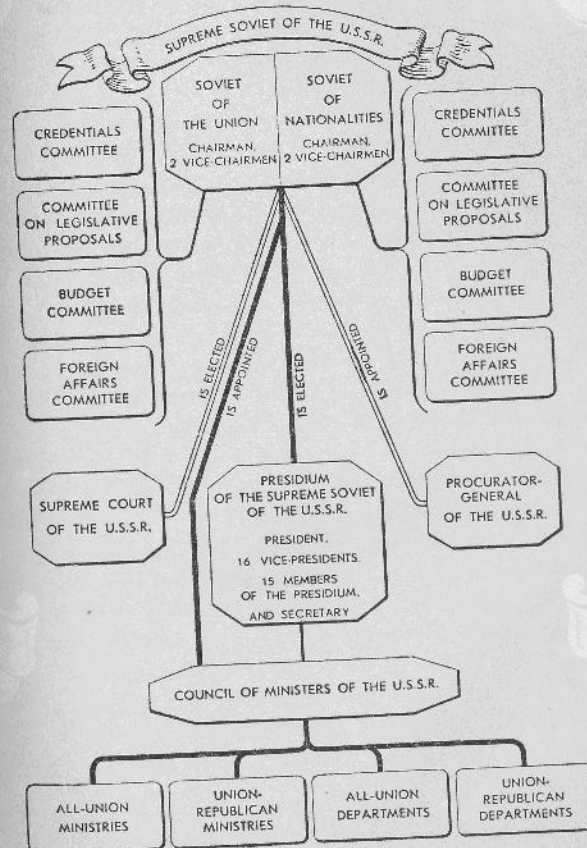 SUPREME SOVIET OF THE U.S.S.R.
SOVIET
OF
THE UNION
CHAIRMAN,
2 VICE-CHAIRMEN
SOVIET
OF
NATIONALITIES
CHAIRMAN,
2 VICE-CHAIRMEN
CREDENTIALS
COMMITTEE
COMMITTEE
ON LEGISLATIVE
PROPOSALS
BUDGET
COMMITTEE
FOREIGN
AFFAIRS
COMMITTEE
CREDENTIALS
COMMITTEE
COMMITTEE
ON LEGISLATIVE
PROPOSALS
BUDGET
COMMITTEE
FOREIGN
AFFAIRS
COMMITTEE
IS ELECTED
IS APPOINTED
IS ELECTED
IS APPOINTED
SUPREME COURT
OF THE U.S.S.R.
PRESIDIUM
OF THE SUPREME SOVIET
OF THE U.S.S.R.
PRESIDENT,
16 VICE-PRESIDENTS
15 MEMBERS
OF THE PRESIDIUM,
AND SECRETARY
PROCURATOR-
GENERAL
OF THE U.S.S.R.
COUNCIL OF MINISTERS OF THE U.S.S.R.
ALL-UNION
MINISTRIES
UNION-
REPUBLICAN
MINISTRIES
ALL-UNION
DEPARTMENTS
UNION-
REPUBLICAN
DEPARTMENTS